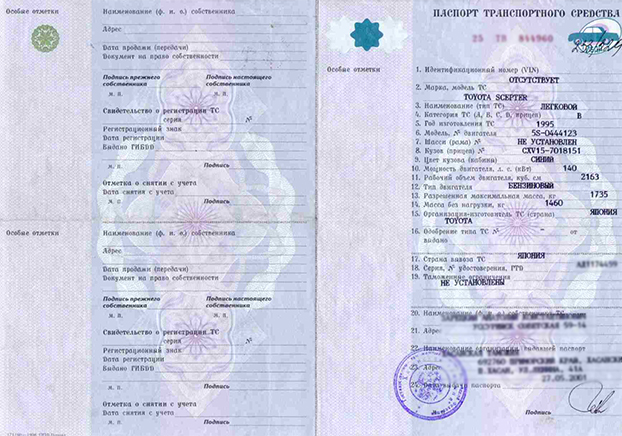 Особые отметки
Наименование (ф. и. о.) собственника
Адрес
Дата продажи (передачи)
Документ на право собственности
Подпись прежнего собственника
Подпись настоящего собственника
М. П.
М. П.
Свидетельство о регистрации ТС
серия №
Регистрационный знак
Дата регистрации
Выдано ГИБДД
М. П.
Подпись
Отметка о снятии с учета
Дата снятия с учета
М. П.
Подпись
Особые отметки
Наименование (ф. и. о.) собственника
Адрес
Дата продажи (передачи)
Документ на право собственности
Подпись прежнего собственника
Подпись настоящего собственника
М. П.
М. П.
Свидетельство о регистрации ТС
серия №
Регистрационный знак
Дата регистрации
Выдано ГИБДД
М. П.
Подпись
Отметка о снятии с учета
Дата снятия с учета
М. П.
Подпись
ПАСПОРТ ТРАНСПОРТНОГО СРЕДСТВА
25 ТВ 844960
Особые отметки
1. Идентификационный номер (VIN)
ОТСУТСТВУЕТ
2. Марка, модель ТС
TOYOTA SCEPTER
3. Наименование (тип ТС) ЛЕГКОВОЙ
4. Категория ТС (А, В, С, D, прицеп) В
5. Год изготовления ТС 1995
6. Модель, № двигателя 5S-0444123
7. Шасси (рама) № НЕ УСТАНОВЛЕН
8. Кузов (прицеп) № CXV15-7018151
9. Цвет кузова (кабины) СИНИЙ
10. Мощность двигателя, л. с. (кВт) 140
11. Рабочий объем двигателя, куб. см 2163
12. Тип двигателя БЕНЗИНОВЫЙ
13. Разрешенная максимальная масса, кг 1735
14. Масса без нагрузки, кг 1460
15. Организация-изготовитель ТС (страна) ЯПОНИЯ
TOYOTA
16. Одобрение типа ТС № – от
выдано
17. Страна вывоза ТС ЯПОНИЯ
18. Серия, № удостоверения, ГТД
19. Таможенные ограничения
НЕ УСТАНОВЛЕНЫ
20. Наименование (ф. и. о.) собственника ТС
21. Адрес
22. Наименование организации, выдавшей паспорт
ХАСАНСКАЯ ТАМОЖНЯ
23. Адрес
24. Дата выдачи паспорта
27.05.2001
М. П.
Подпись